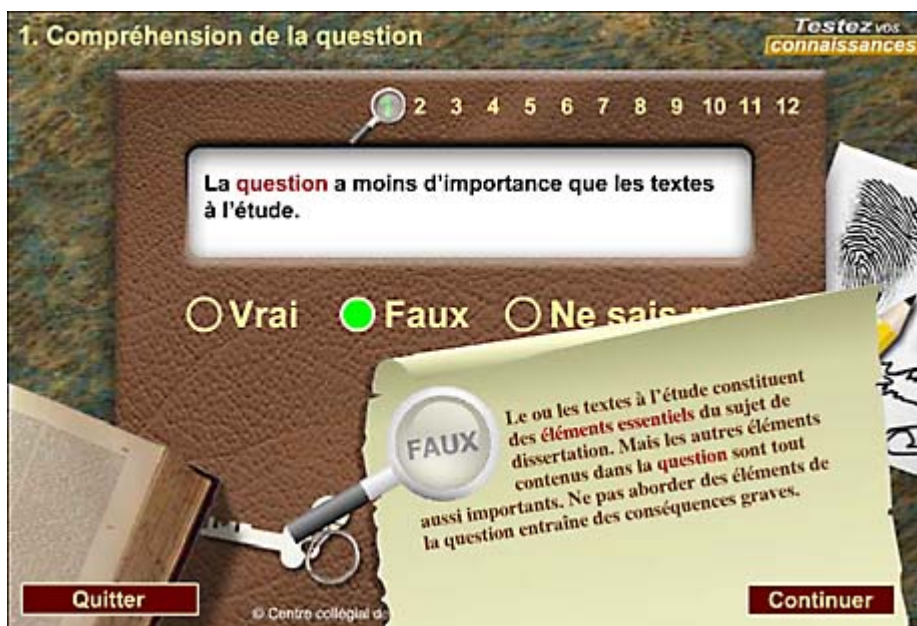 1. Compréhension de la question
Testez vos
connaissances
1 2 3 4 5 6 7 8 9 10 11 12
La question a moins d'importance que les textes
à l'étude.
Vrai Faux Ne sais
Le ou les textes à l'étude constituent
des éléments essentiels du sujet de
dissertation. Mais les autres éléments
contenus dans la question sont tout
aussi importants. Ne pas aborder des éléments de
la question entraîne des conséquences graves.
FAUX
Quitter
© Centre collégial de
Continuer